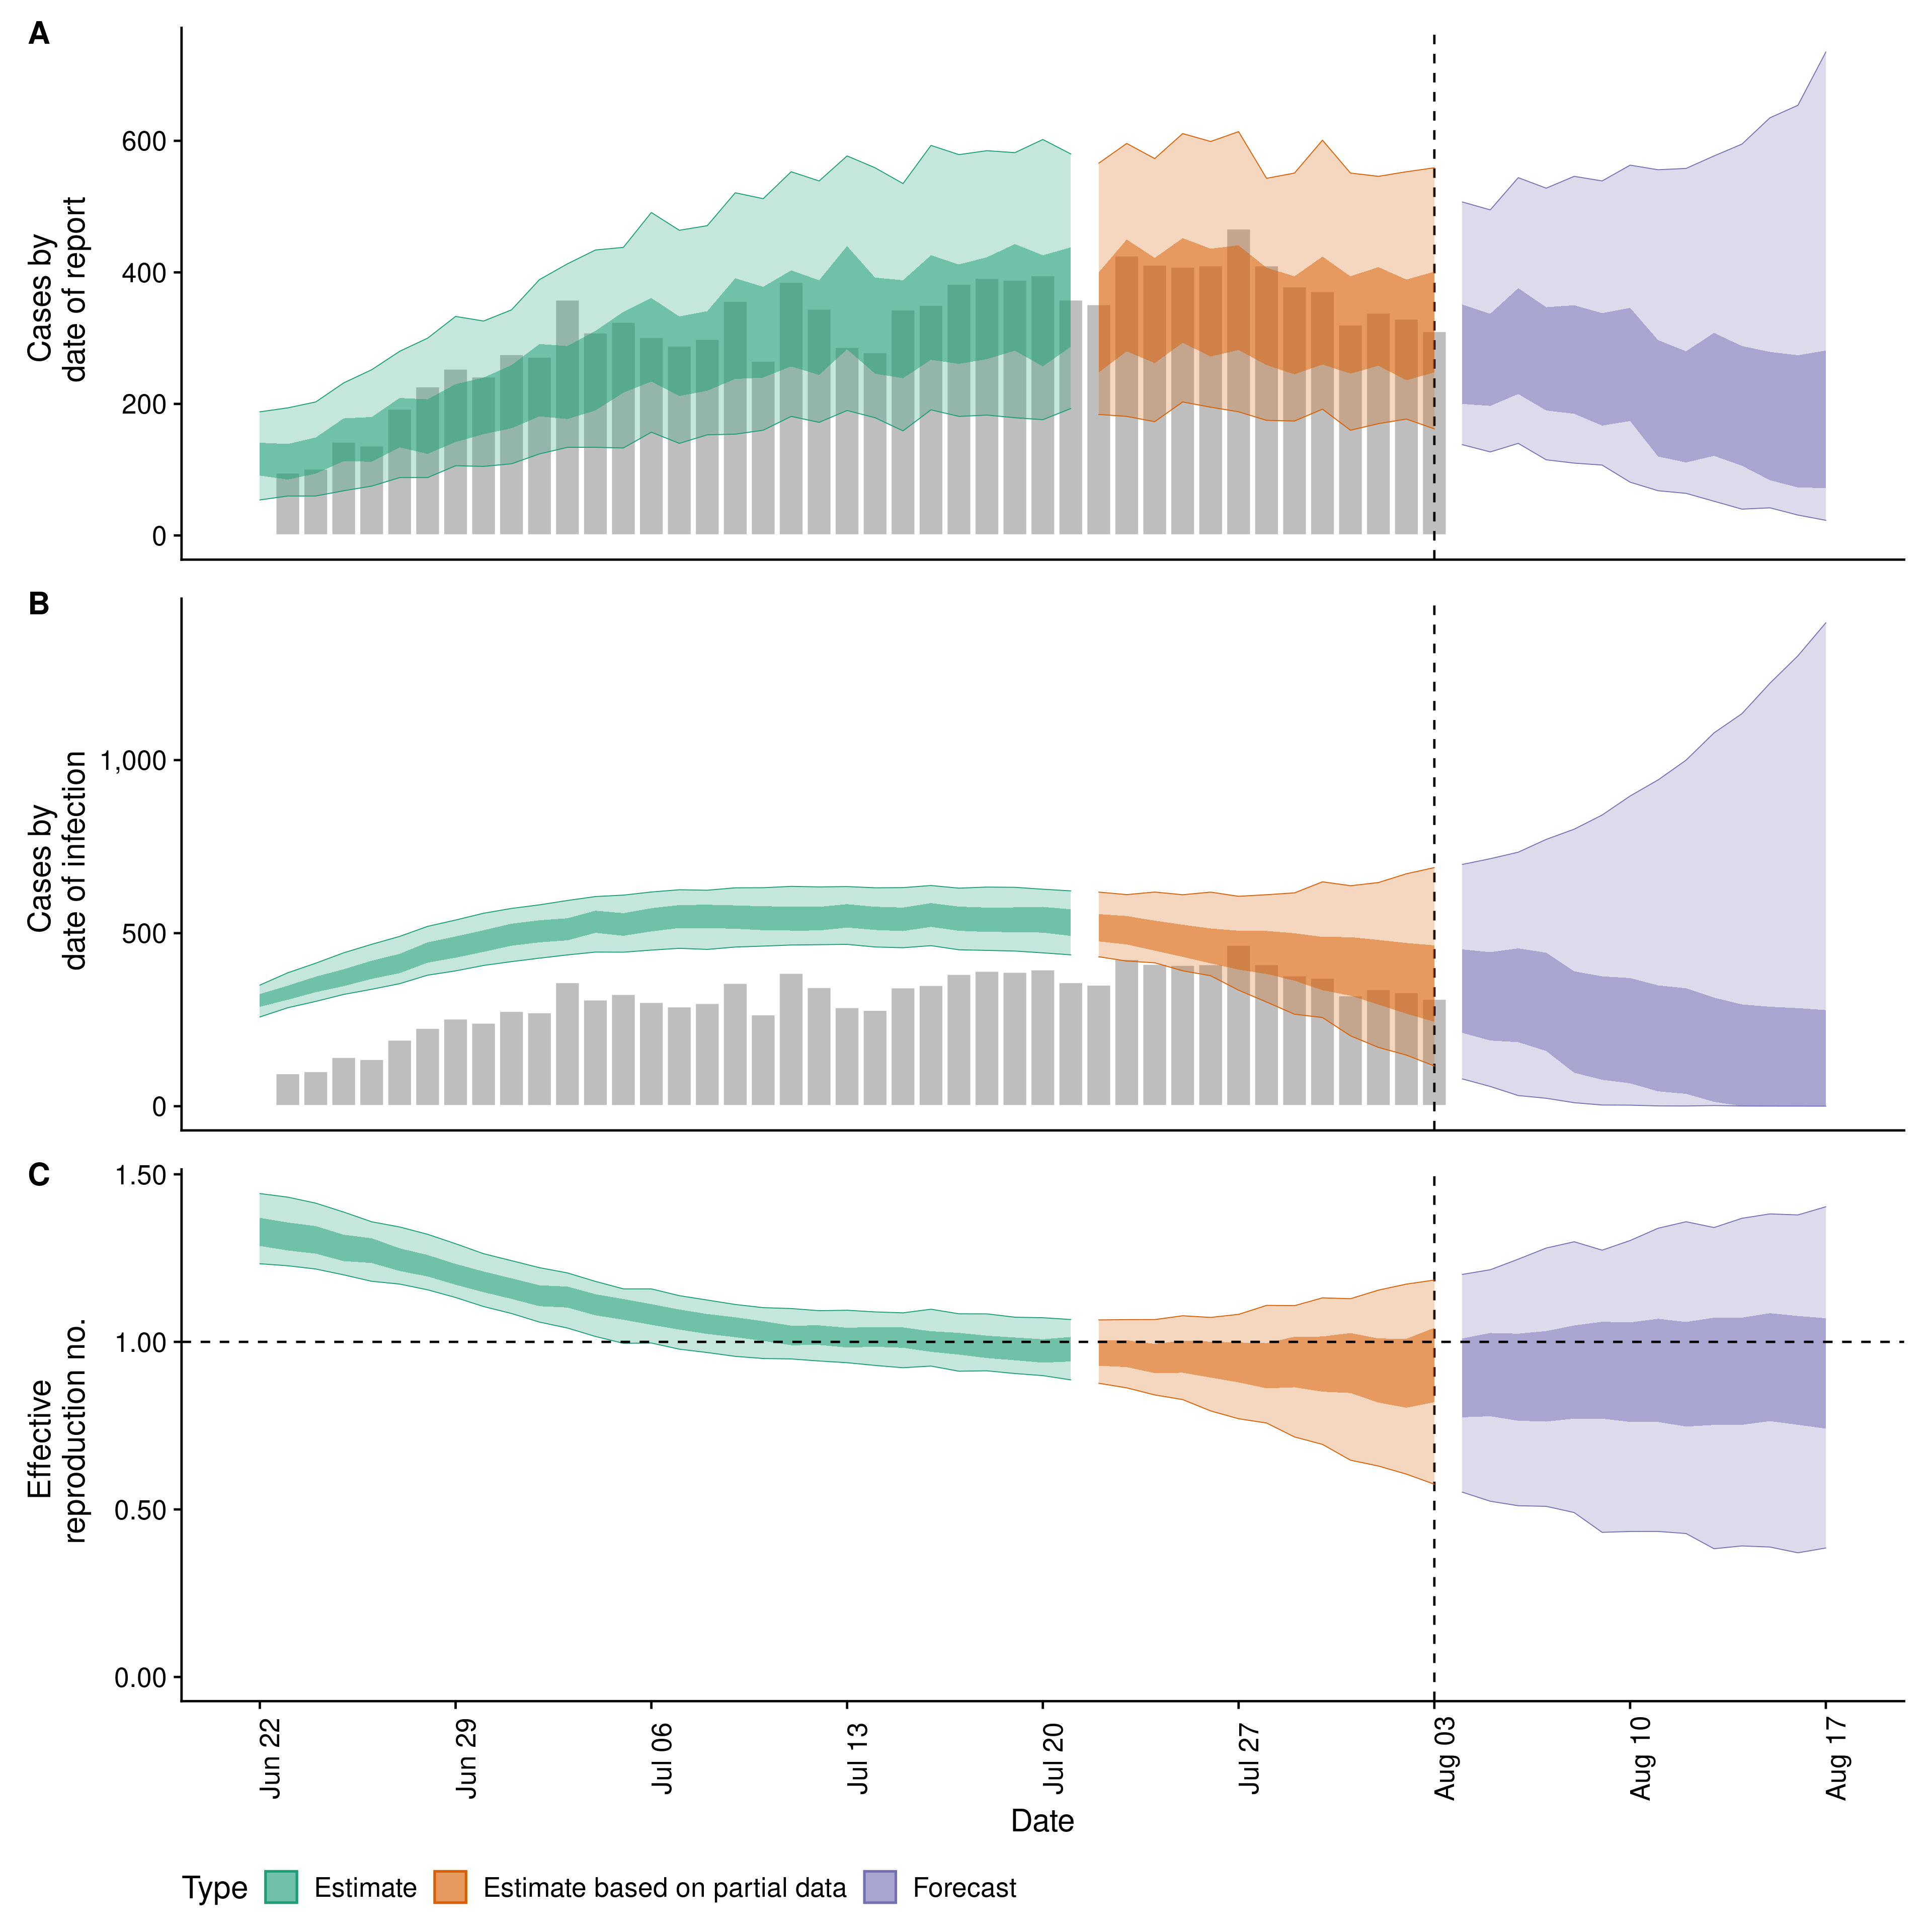 A
Cases by
date of report
600
400
200
0
B
Cases by
date of infection
1,000
500
0
C
Effective
reproduction no.
1.50
1.00
0.50
0.00
Jun 22
Jun 29
Jul 06
Jul 13
Jul 20
Jul 27
Aug 03
Aug 10
Aug 17
Date
Type
Estimate
Estimate based on partial data
Forecast